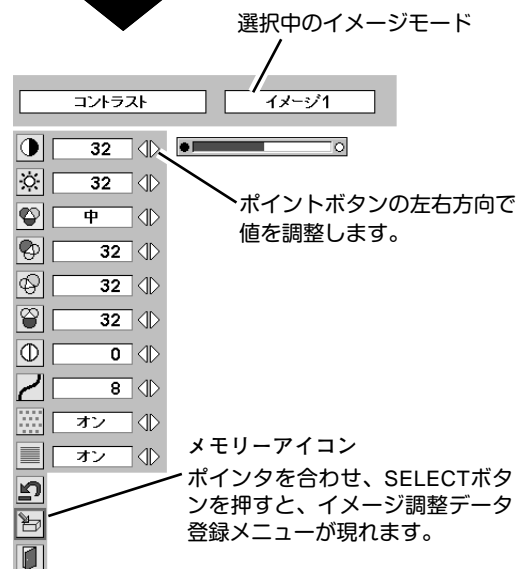 選択中のイメージモード
コントラスト イメージ1
32
32
中
32
32
32
0
8
オン
オン
ポイントボタンの左右方向で
値を調整します。
メモリーアイコン
ポインタを合わせ、SELECTボタ
ンを押すと、イメージ調整データ
登録メニューが現れます。